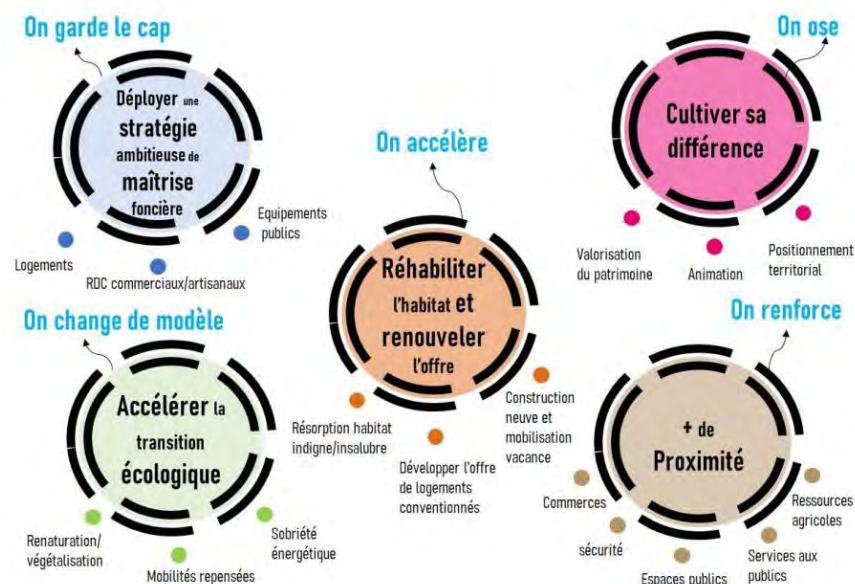 On garde le cap
Déployer une
stratégie
ambitieuse de
maîtrise
foncière
Logements
RDC commerciaux/artisanaux
Equipements
publics
On ose
Cultiver sa
différence
Valorisation
du patrimoine
Animation
Positionnement
territorial
On accélère
Réhabiliter
l'habitat et
renouveler
l'offre
Résorption habitat
indigne/insalubre
Développer l'offre
de logements
conventionnés
Construction
neuve et
mobilisation
vacance
On change de modèle
Accélérer la
transition
écologique
Renaturation/
végétalisation
Mobilités repensées
Sobriété
énergétique
On renforce
+ de
Proximité
Commerces
sécurité
Espaces publics
Services aux
publics
Ressources
agricoles